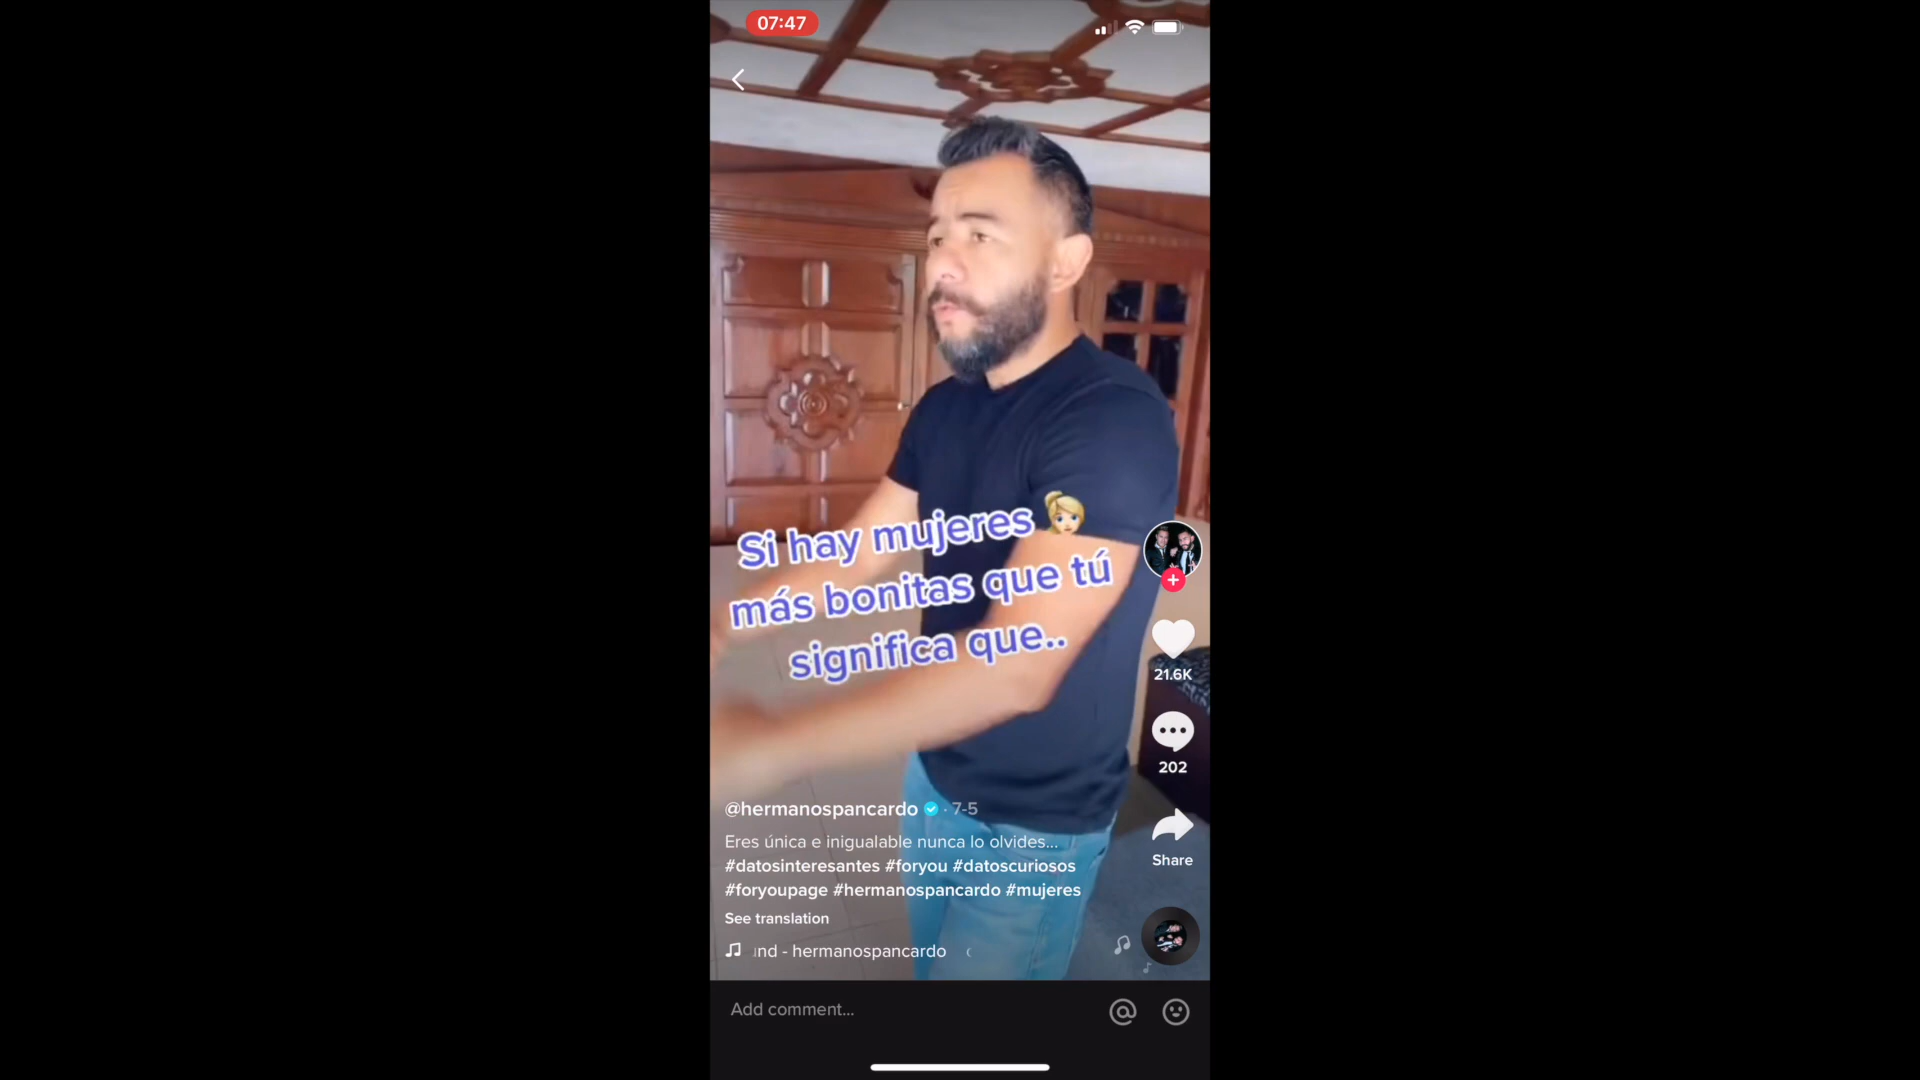 07:47
Si hay mujeres
más bonitas que tú
significa que..
21.6K
202
Share
@hermanospancardo · 7-5
Eres única e inigualable nunca lo olvides...
#datosinteresantes #foryou #datoscuriosos
#foryoupage #hermanospancardo #mujeres
See translation
nd - hermanospancardo
Add comment...